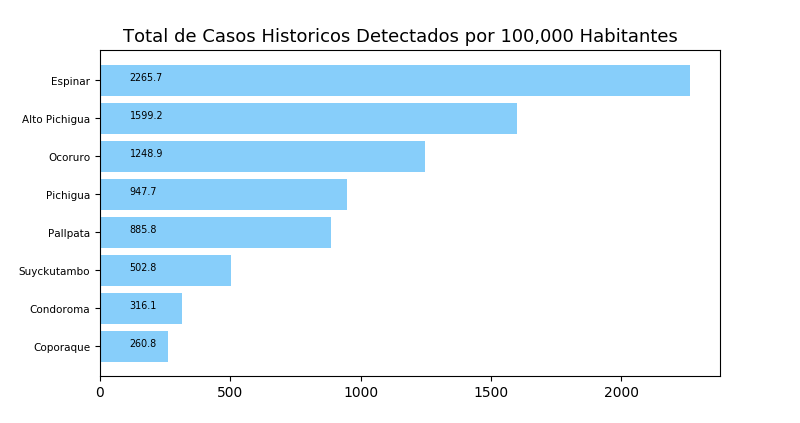 Total de Casos Historicos Detectados por 100,000 Habitantes
Espinar 2265.7
Alto Pichigua 1599.2
Ocoruro 1248.9
Pichigua 947.7
Pallpata 885.8
Suyckutambo 502.8
Condoroma 316.1
Coporaque 260.8
0 500 1000 1500 2000